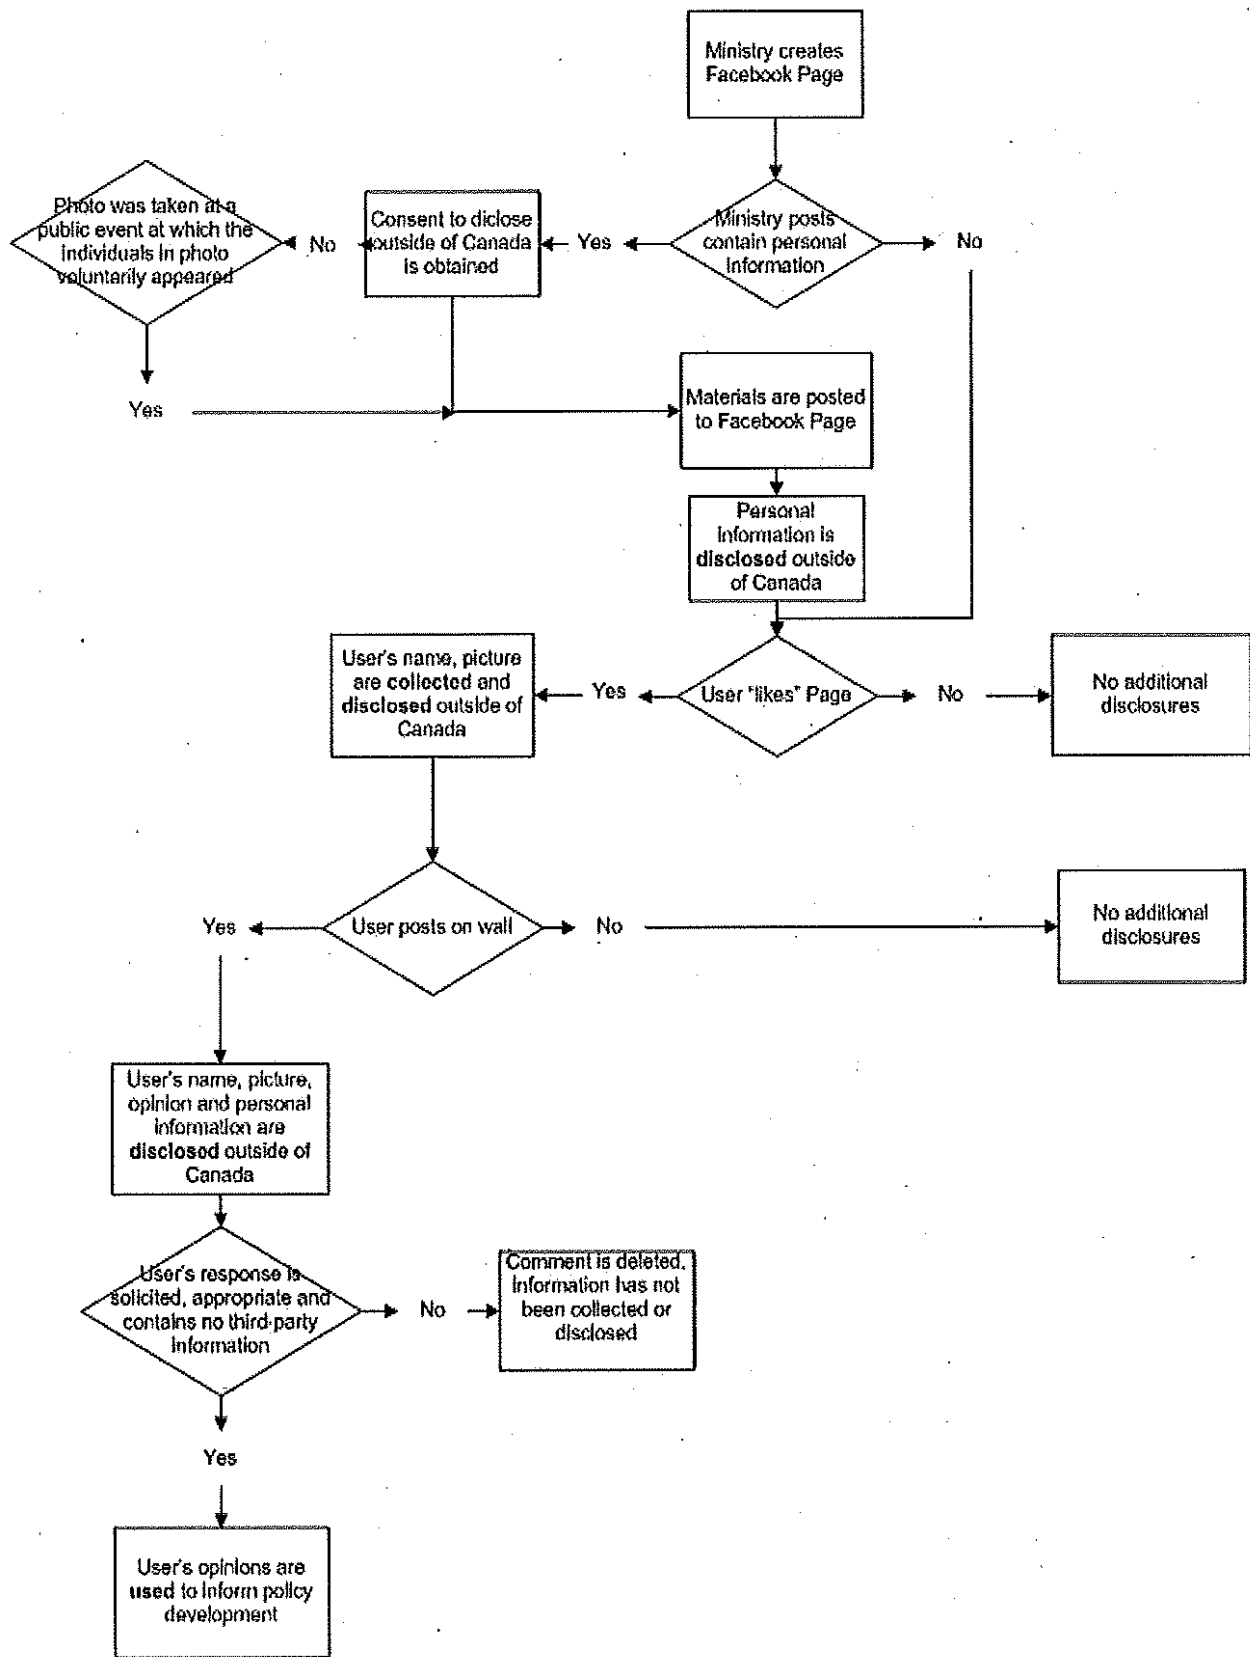 Ministry creates
Facebook Page
Photo was taken at a
public event at which the
individuals in photo
voluntarily appeared
No
Consent to diclose
outside of Canada
is obtained
Yes
Ministry posts
contain personal
information
No
Yes
Materials are posted
to Facebook Page
Personal
information is
disclosed outside
of Canada
User's name, picture
are collected and
disclosed outside of
Canada
Yes
User "likes" Page
No
No additional
disclosures
Yes
User posts on wall
No
No additional
disclosures
User's name, picture,
opinion and personal
information are
disclosed outside of
Canada
User's response is
solicited, appropriate and
contains no third-party
information
No
Comment is deleted,
information has not
been collected or
disclosed
Yes
User's opinions are
used to inform policy
development